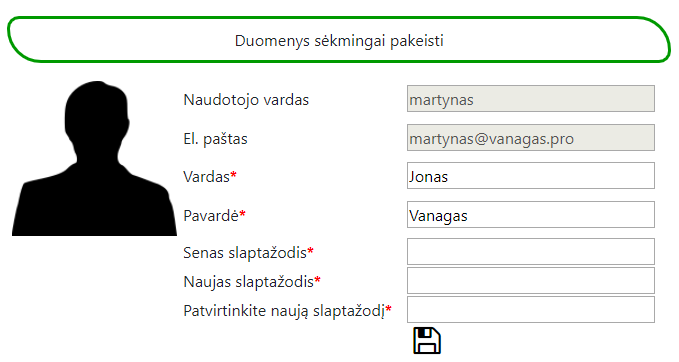 Duomenys sėkmingai pakeisti
Naudotojo vardas martynas
El. paštas martynas@vanagas.pro
Vardas* Jonas
Pavardė* Vanagas
Senas slaptažodis*
Naujas slaptažodis*
Patvirtinkite naują slaptažodį*